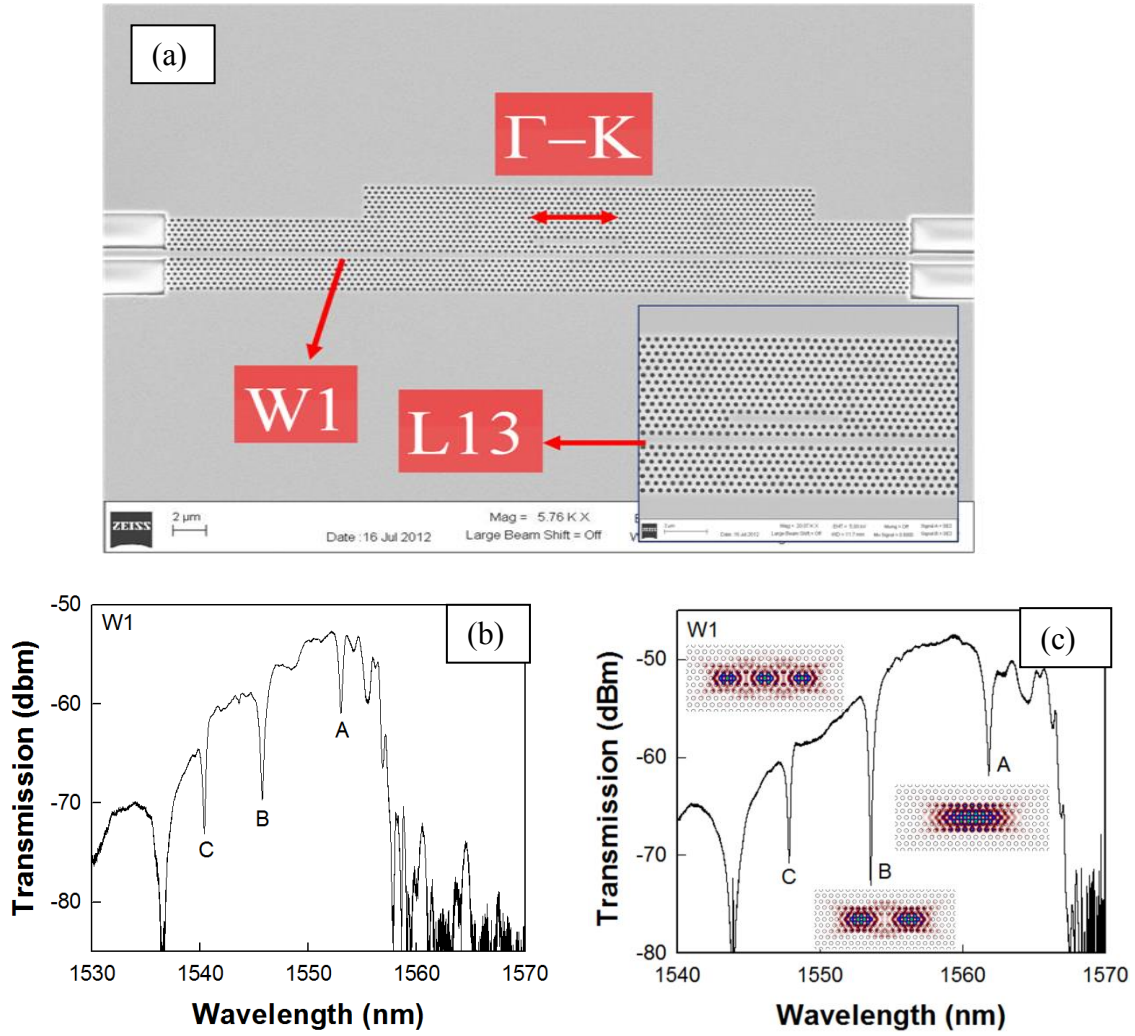 (a)
Γ–K
W1
L13
ZEISS
2 µm
Mag = 5.76 K X
Date :16 Jul 2012
Large Beam Shift = Off
ZEISS
(b)
W1
-50
-60
-70
-80
Transmission (dbm)
A
B
C
1530
1540
1550
1560
1570
Wavelength (nm)
(c)
W1
-50
-60
-70
-80
Transmission (dBm)
A
B
C
1540
1550
1560
1570
Wavelength (nm)